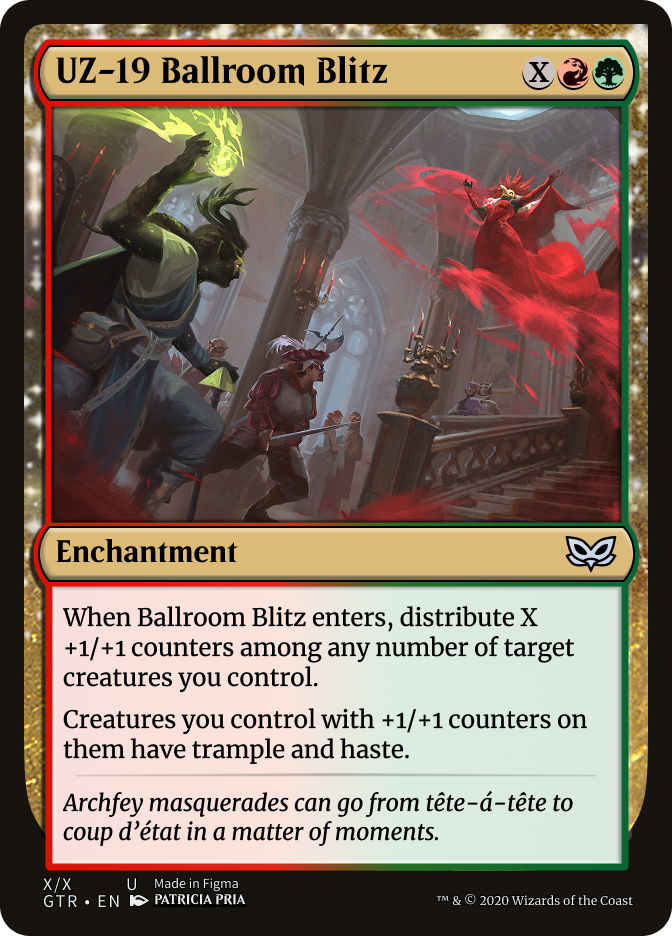 UZ-19 Ballroom Blitz X
Enchantment
When Ballroom Blitz enters, distribute X
+1/+1 counters among any number of target
creatures you control.
Creatures you control with +1/+1 counters on
them have trample and haste.
Archfey masquerades can go from tête-á-tête to
coup d’état in a matter of moments.
X/X U Made in Figma
GTR • EN PATRICIA PRIA ™ & © 2020 Wizards of the Coast